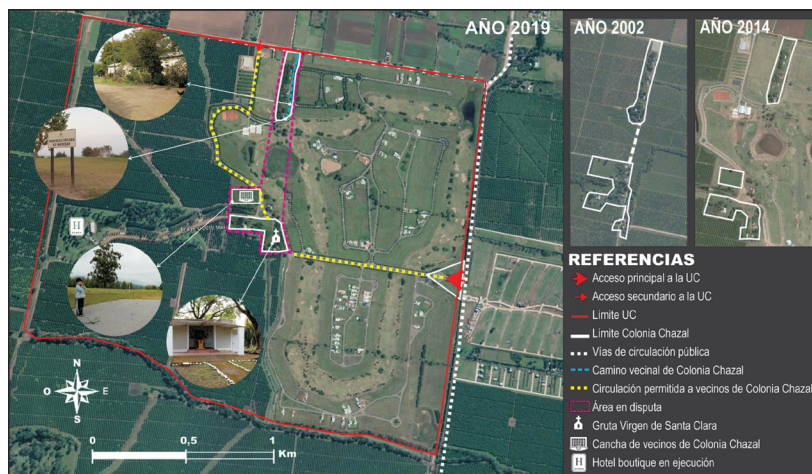 AÑO 2019
AÑO 2002
AÑO 2014
N
O
E
S
0
0,5
1
Km
H
REFERENCIAS
Acceso principal a la UC
Acceso secundario a la UC
Límite UC
Límite Colonia Chazal
Vías de circulación pública
Camino vecinal de Colonia Chazal
Circulación permitida a vecinos de Colonia Chazal
Área en disputa
Gruta Virgen de Santa Clara
Cancha de vecinos de Colonia Chazal
H
Hotel boutique en ejecución